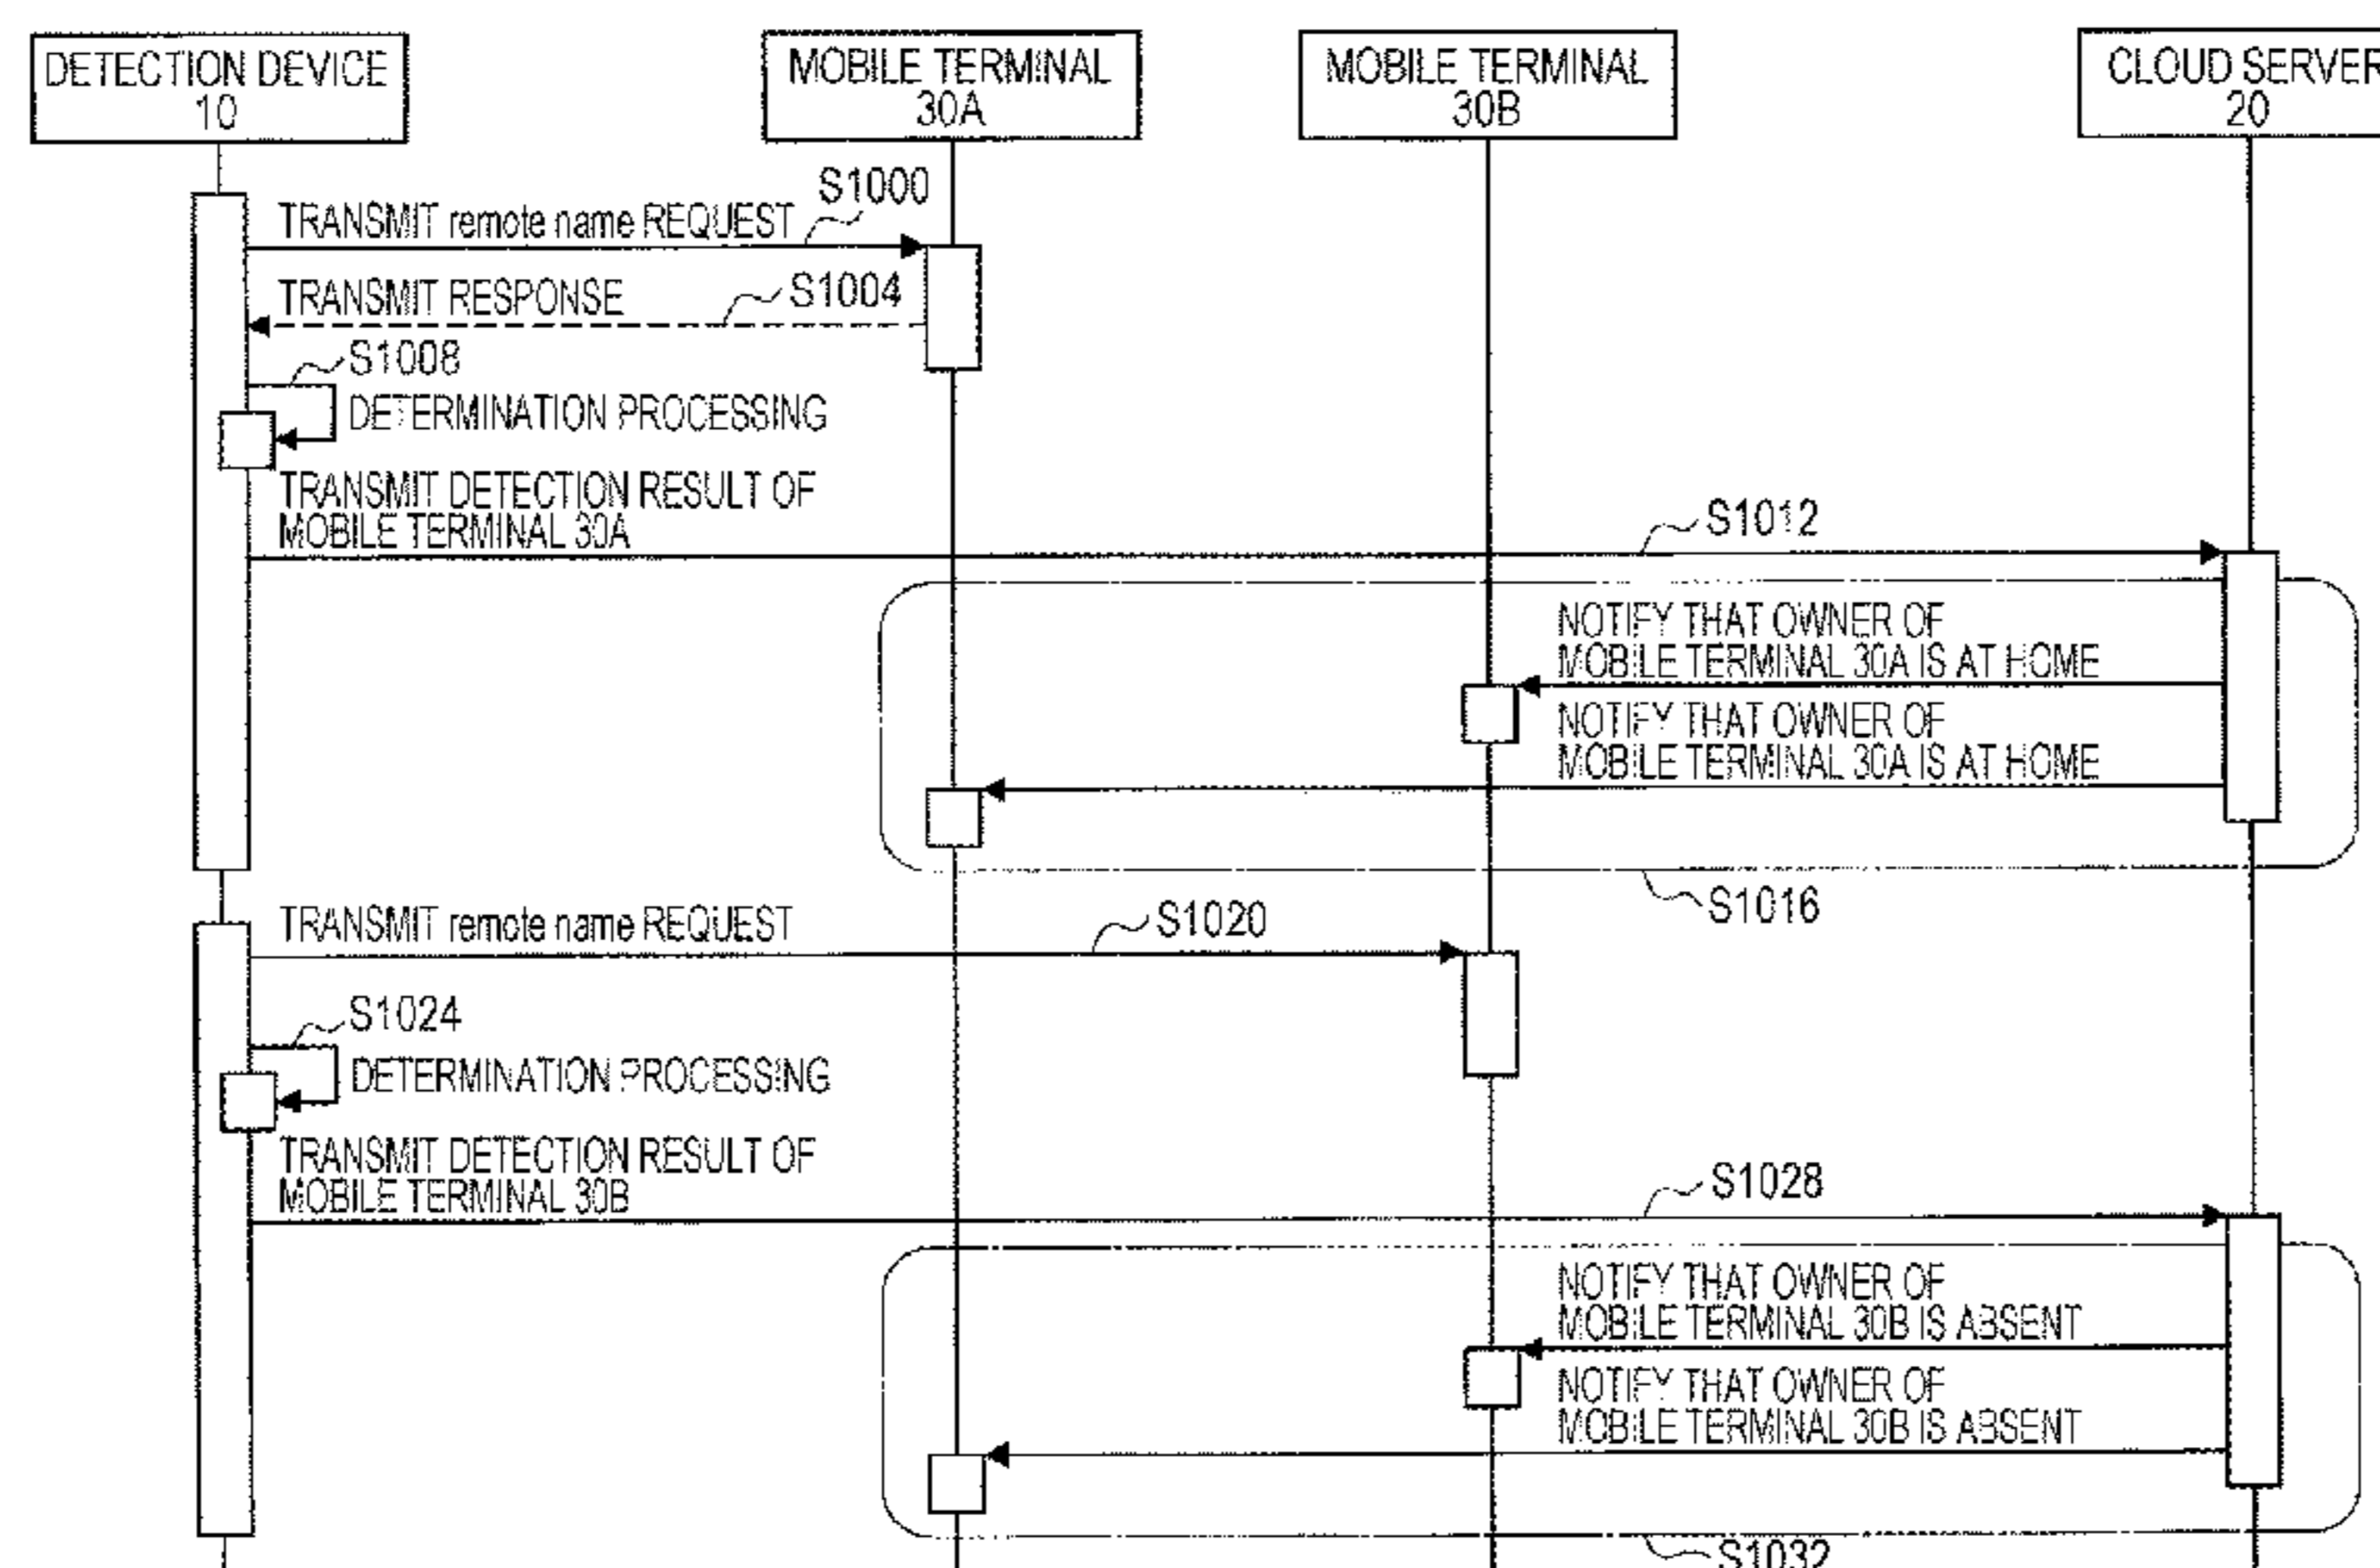 DETECTION DEVICE
10
MOBILE TERMINAL
30A
MOBILE TERMINAL
30B
CLOUD SERVER
20
S1000
TRANSMIT remote name REQUEST
TRANSMIT RESPONSE
S1004
S1008
DETERMINATION PROCESSING
TRANSMIT DETECTION RESULT OF
MOBILE TERMINAL 30A
S1012
NOTIFY THAT OWNER OF
MOBILE TERMINAL 30A IS AT HOME
NOTIFY THAT OWNER OF
MOBILE TERMINAL 30A IS AT HOME
S1016
TRANSMIT remote name REQUEST
S1020
S1024
DETERMINATION PROCESSING
TRANSMIT DETECTION RESULT OF
MOBILE TERMINAL 30B
S1028
NOTIFY THAT OWNER OF
MOBILE TERMINAL 30B IS ABSENT
NOTIFY THAT OWNER OF
MOBILE TERMINAL 30B IS ABSENT
S1032